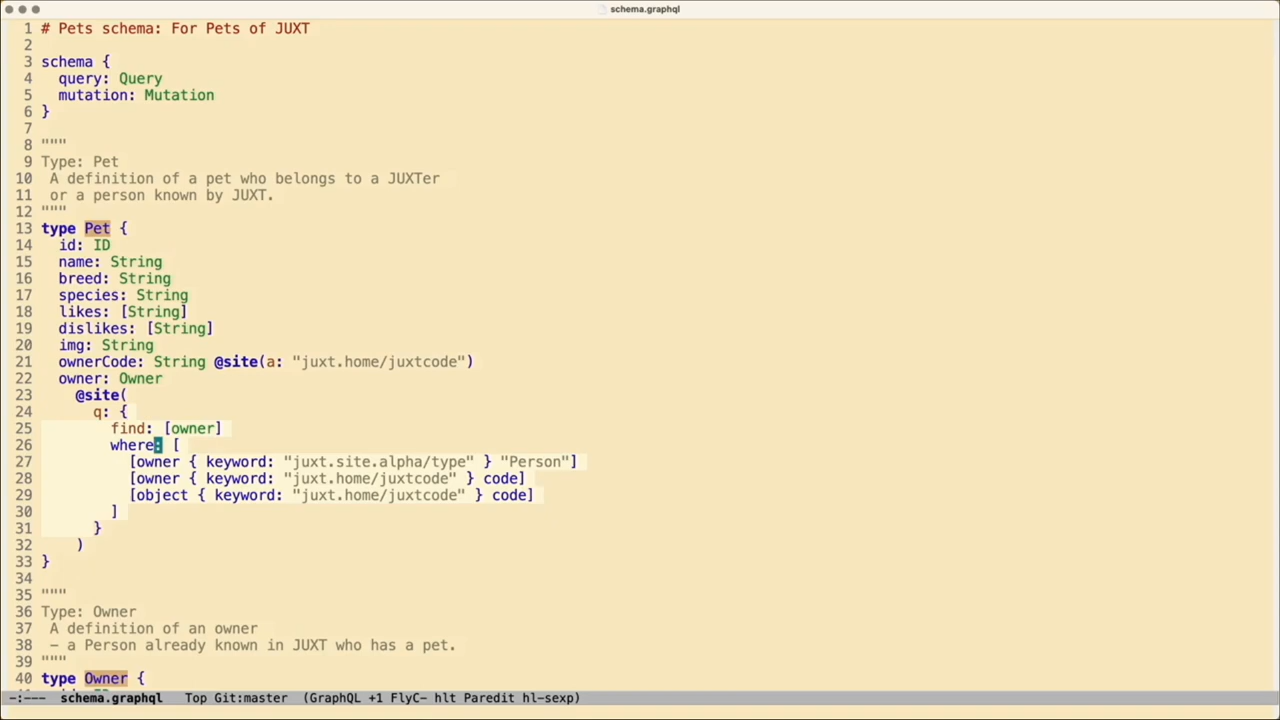 schema.graphql
1 # Pets schema: For Pets of JUXT
2
3 schema {
4   query: Query
5   mutation: Mutation
6 }
7
8 """
9 Type: Pet
10  A definition of a pet who belongs to a JUXTer
11  or a person known by JUXT.
12 """
13 type Pet {
14   id: ID
15   name: String
16   breed: String
17   species: String
18   likes: [String]
19   dislikes: [String]
20   img: String
21   ownerCode: String @site(a: "juxt.home/juxtcode")
22   owner: Owner
23     @site(
24       q: {
25         find: [owner]
26         where: [
27           [owner { keyword: "juxt.site.alpha/type" } "Person"]
28           [owner { keyword: "juxt.home/juxtcode" } code]
29           [object { keyword: "juxt.home/juxtcode" } code]
30         ]
31       }
32     )
33 }
34
35 """
36 Type: Owner
37  A definition of an owner
38  - a Person already known in JUXT who has a pet.
39 """
40 type Owner {
-:---  schema.graphql   Top Git:master  (GraphQL +1 FlyC- hlt Paredit hl-sexp)